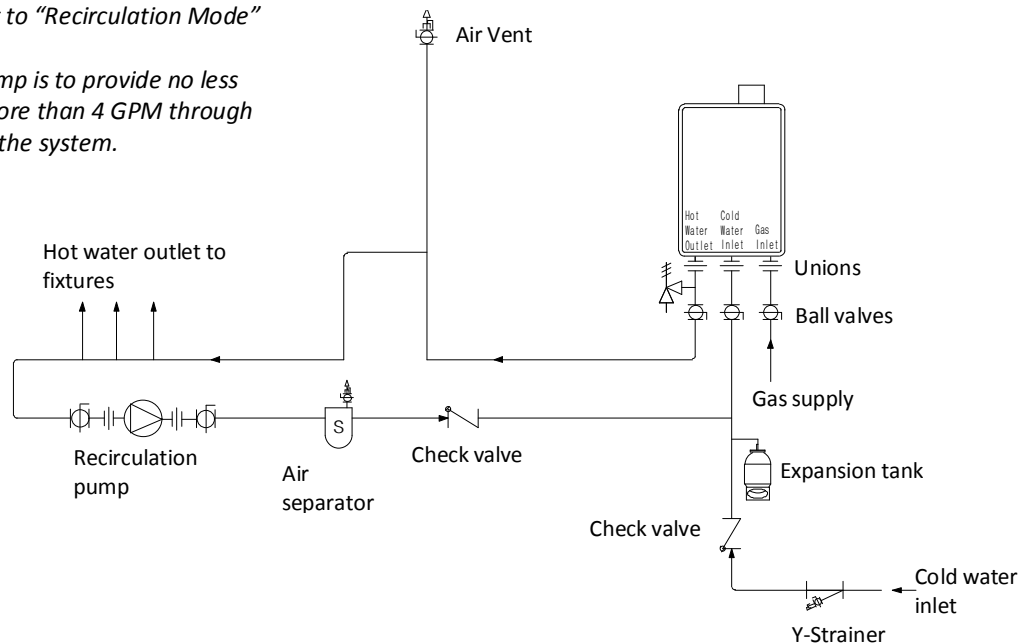 to “Recirculation Mode”
mp is to provide no less
ore than 4 GPM through
the system.
Air Vent
Hot
Water
Outlet
Cold
Water
Inlet
Gas
Inlet
Unions
Ball valves
Gas supply
Hot water outlet to
fixtures
Recirculation
pump
S
Air
separator
Check valve
Expansion tank
Check valve
Cold water
inlet
Y-Strainer